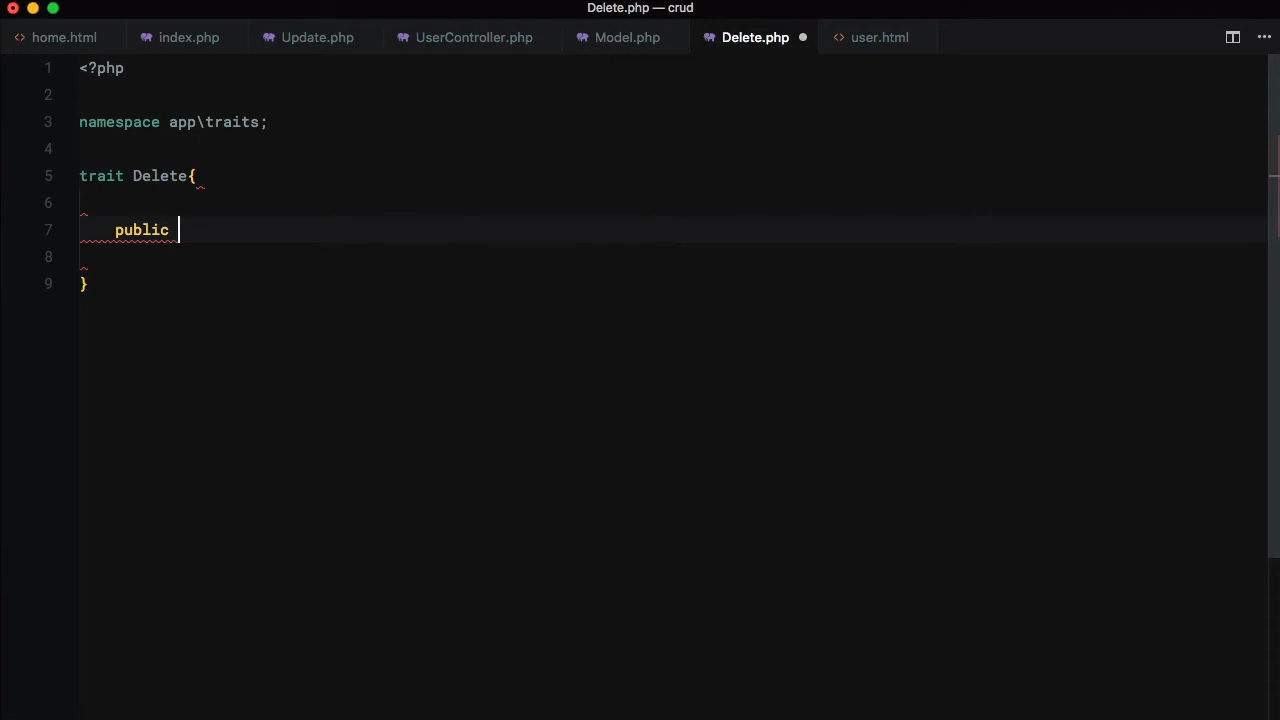 Delete.php — crud
<> home.html index.php Update.php UserController.php Model.php Delete.php <> user.html
1 <?php
2
3 namespace app\traits;
4
5 trait Delete{
6
7 public
8
9 }